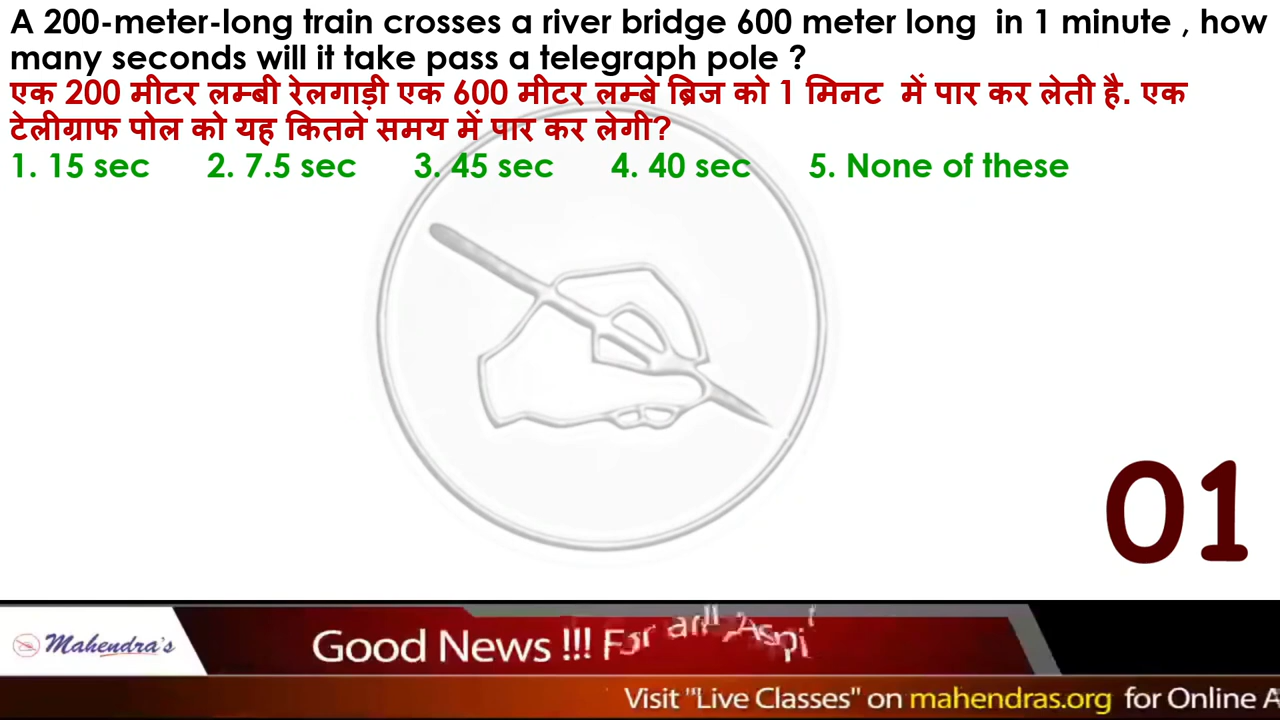 A 200-meter-long train crosses a river bridge 600 meter long in 1 minute , how
many seconds will it take pass a telegraph pole ?
एक 200 मीटर लम्बी रेलगाड़ी एक 600 मीटर लम्बे ब्रिज को 1 मिनट में पार कर लेती है. एक
टेलीग्राफ पोल को यह कितने समय में पार कर लेगी?
1. 15 sec 2. 7.5 sec 3. 45 sec 4. 40 sec 5. None of these
01
Mahendra's
Good News !!! For all Aspi
Visit "Live Classes" on mahendras.org for Online A